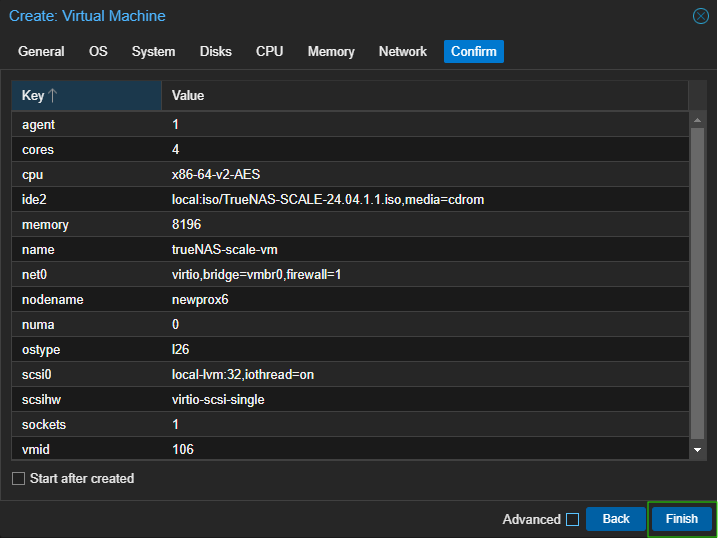 Create: Virtual Machine
General OS System Disks CPU Memory Network Confirm
Key Value
agent 1
cores 4
cpu x86-64-v2-AES
ide2 local:iso/TrueNAS-SCALE-24.04.1.1.iso,media=cdrom
memory 8196
name trueNAS-scale-vm
net0 virtio,bridge=vmbr0,firewall=1
nodename newprox6
numa 0
ostype l26
scsi0 local-lvm:32,iothread=on
scsihw virtio-scsi-single
sockets 1
vmid 106
Start after created
Advanced Back Finish